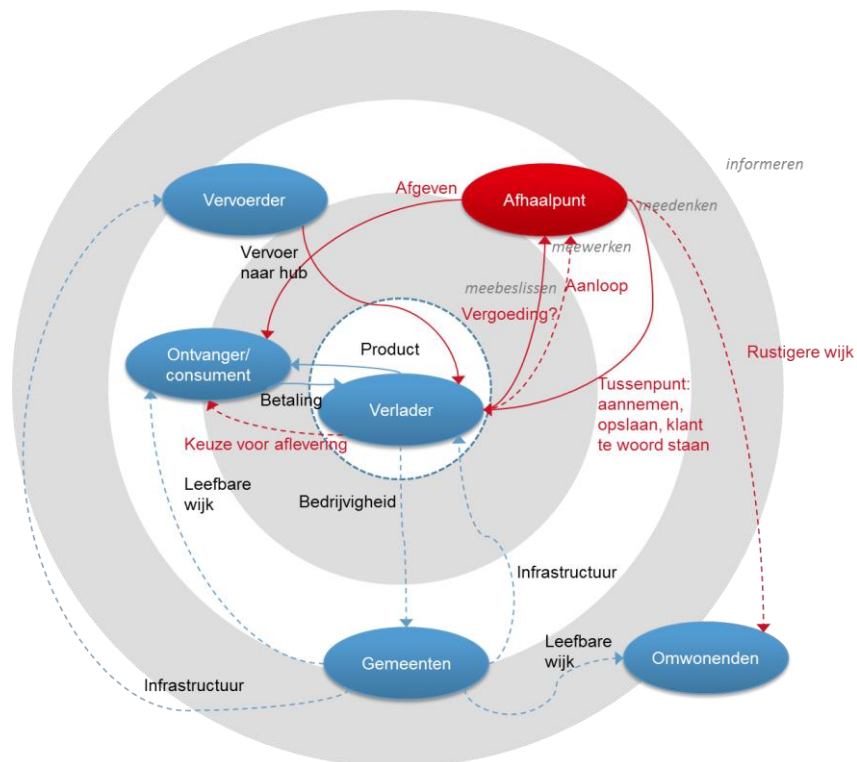 informeren
Vervoerder
Afgeven
Afhaalpunt
meedenken
Vervoer
naar hub
meewerken
meebeslissen
Aanloop
Vergoeding?
Ontvanger/
consument
Product
Rustigere wijk
Betaling
Verlader
Tussenpunt:
aannemen,
opslaan, klant
te woord staan
Keuze voor aflevering
Leefbare
wijk
Bedrijvigheid
Infrastructuur
Gemeenten
Leefbare
wijk
Omwonenden
Infrastructuur